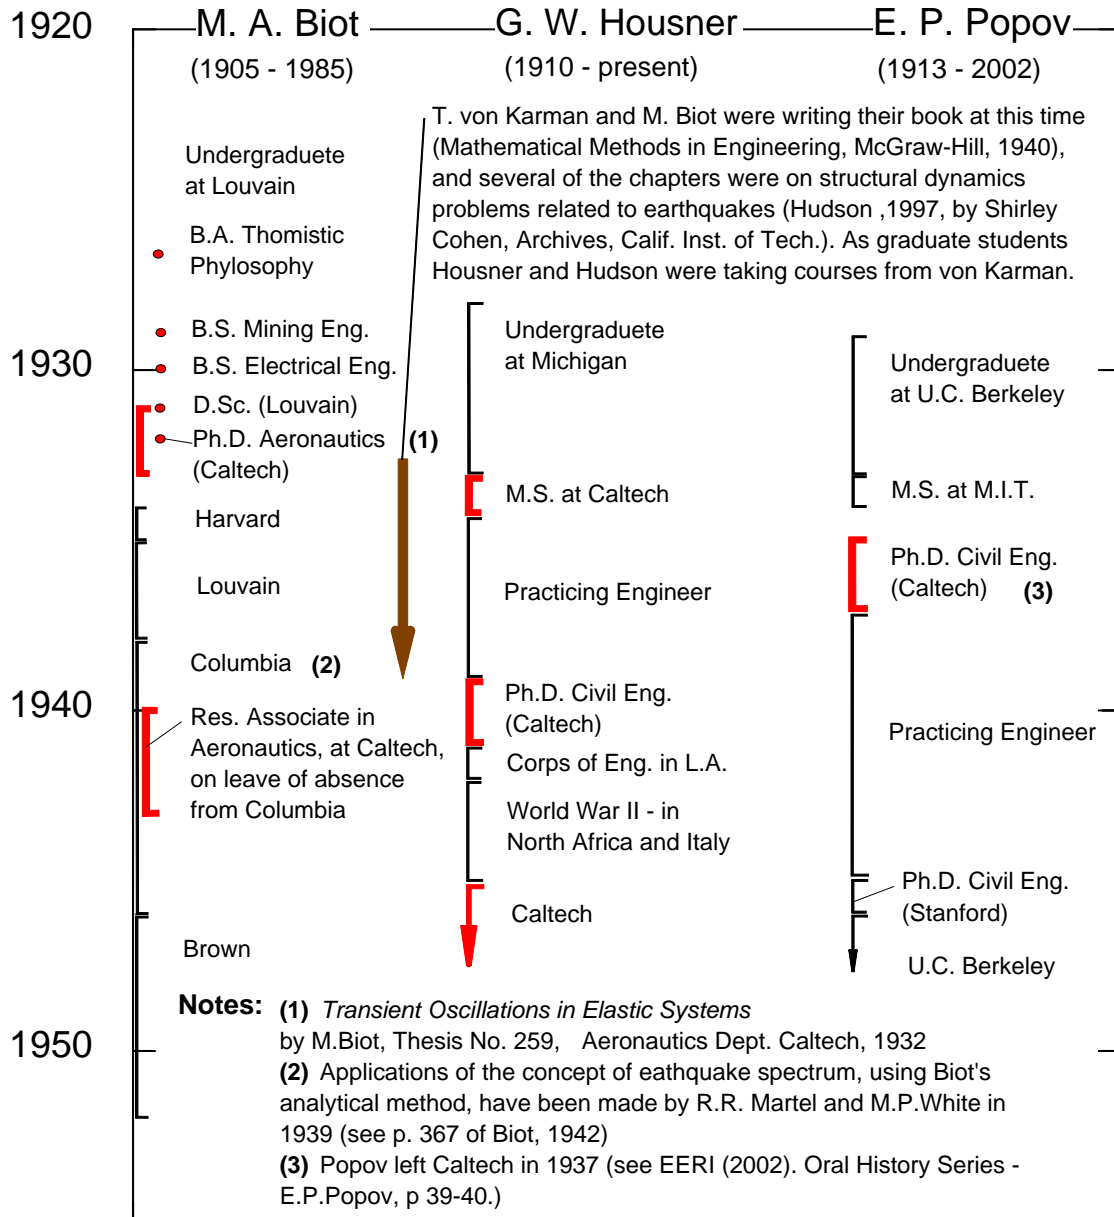 1920
M. A. Biot
G. W. Housner
E. P. Popov
(1905 - 1985)
(1910 - present)
(1913 - 2002)
T. von Karman and M. Biot were writing their book at this time
(Mathematical Methods in Engineering, McGraw-Hill, 1940),
and several of the chapters were on structural dynamics
problems related to earthquakes (Hudson ,1997, by Shirley
Cohen, Archives, Calif. Inst. of Tech.). As graduate students
Housner and Hudson were taking courses from von Karman.
Undergraduete
at Louvain
B.A. Thomistic
Phylosophy
B.S. Mining Eng.
1930
B.S. Electrical Eng.
D.Sc. (Louvain)
Ph.D. Aeronautics (1)
(Caltech)
Harvard
Louvain
Columbia (2)
1940
Res. Associate in
Aeronautics, at Caltech,
on leave of absence
from Columbia
Brown
1950
Undergraduete
at Michigan
M.S. at Caltech
Practicing Engineer
Ph.D. Civil Eng.
(Caltech)
Corps of Eng. in L.A.
World War II - in
North Africa and Italy
Caltech
Undergraduete
at U.C. Berkeley
M.S. at M.I.T.
Ph.D. Civil Eng.
(Caltech) (3)
Practicing Engineer
Ph.D. Civil Eng.
(Stanford)
U.C. Berkeley
Notes: (1) Transient Oscillations in Elastic Systems
by M.Biot, Thesis No. 259, Aeronautics Dept. Caltech, 1932
(2) Applications of the concept of eathquake spectrum, using Biot's
analytical method, have been made by R.R. Martel and M.P.White in
1939 (see p. 367 of Biot, 1942)
(3) Popov left Caltech in 1937 (see EERI (2002). Oral History Series -
E.P.Popov, p 39-40.)